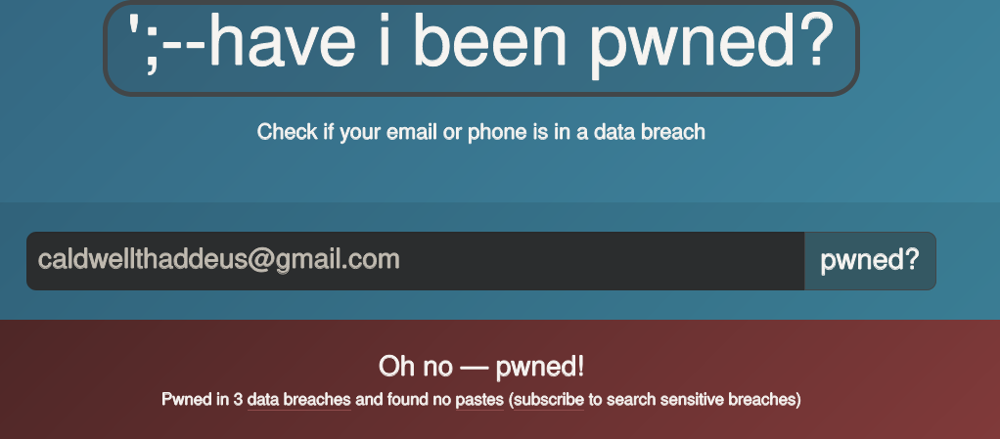 ';--have i been pwned?
Check if your email or phone is in a data breach
caldwellthaddeus@gmail.com pwned?
Oh no — pwned!
Pwned in 3 data breaches and found no pastes (subscribe to search sensitive breaches)